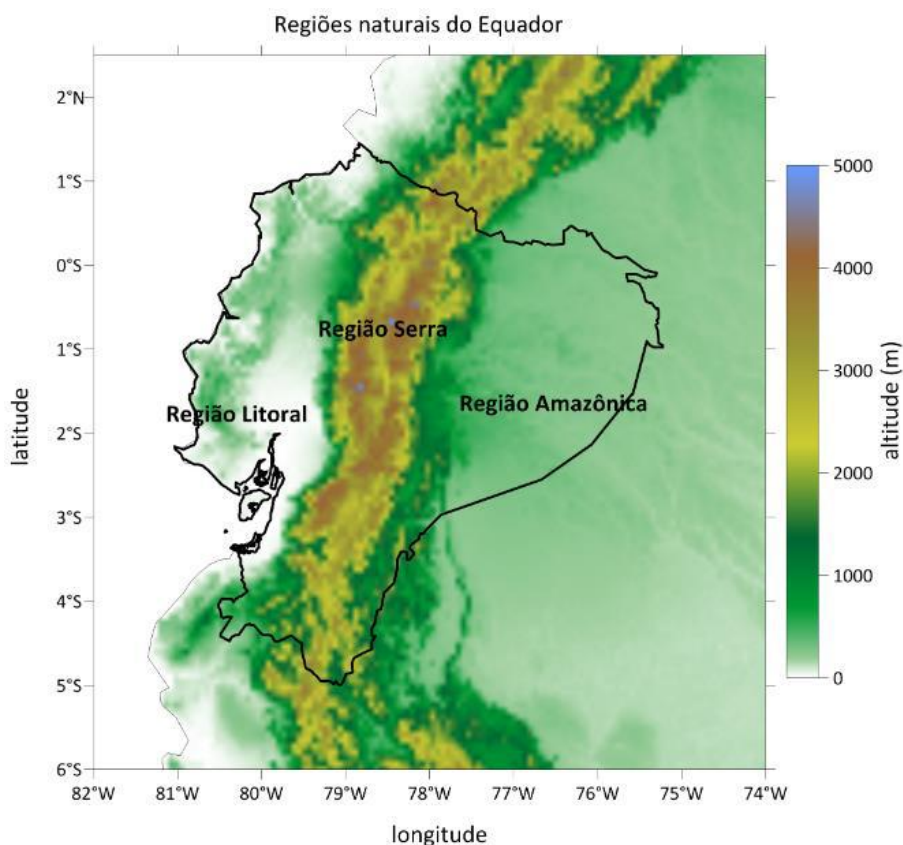 Regiões naturais do Equador
2°N
1°S
0°S
1°S
2°S
3°S
4°S
5°S
6°S
82°W
81°W
80°W
79°W
78°W
77°W
76°W
75°W
74°W
latitude
longitude
Região Serra
Região Litoral
Região Amazônica
5000
4000
3000
2000
1000
0
altitude (m)